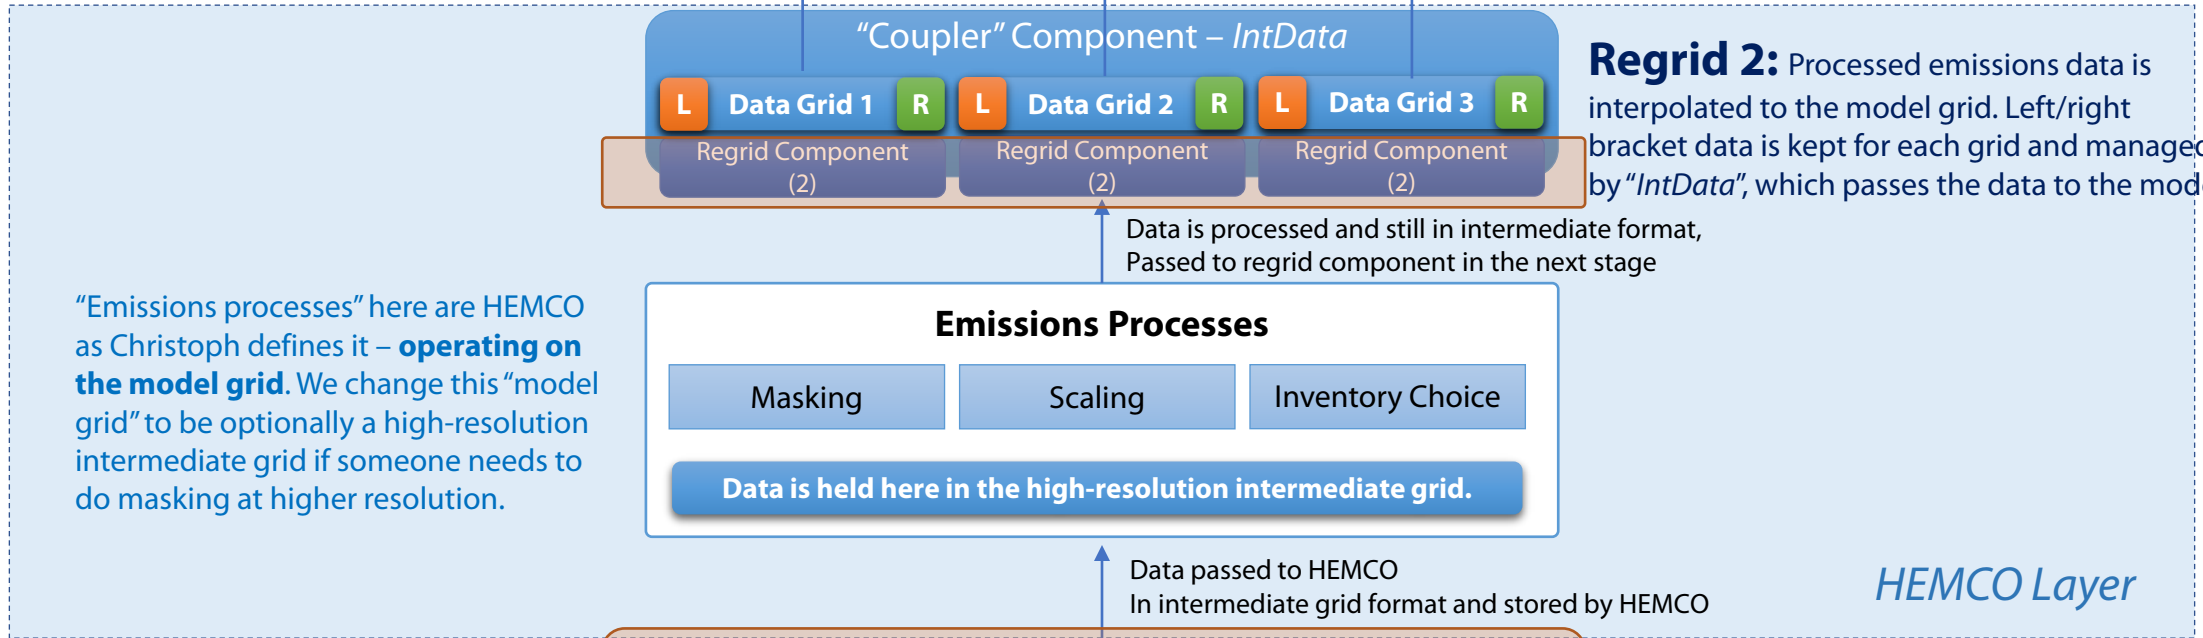 “Coupler” Component – IntData
L Data Grid 1 R L Data Grid 2 R L Data Grid 3 R
Regrid Component
(2)
Regrid Component
(2)
Regrid Component
(2)
Regrid 2: Processed emissions data is
interpolated to the model grid. Left/right
bracket data is kept for each grid and managed
by “IntData”, which passes the data to the
Data is processed and still in intermediate format,
Passed to regrid component in the next stage
“Emissions processes” here are HEMCO
as Christoph defines it – operating on
the model grid. We change this “model
grid” to be optionally a high-resolution
intermediate grid if someone needs to
do masking at higher resolution.
Emissions Processes
Masking
Scaling
Inventory Choice
Data is held here in the high-resolution intermediate grid.
Data passed to HEMCO
In intermediate grid format and stored by HEMCO
HEMCO Layer